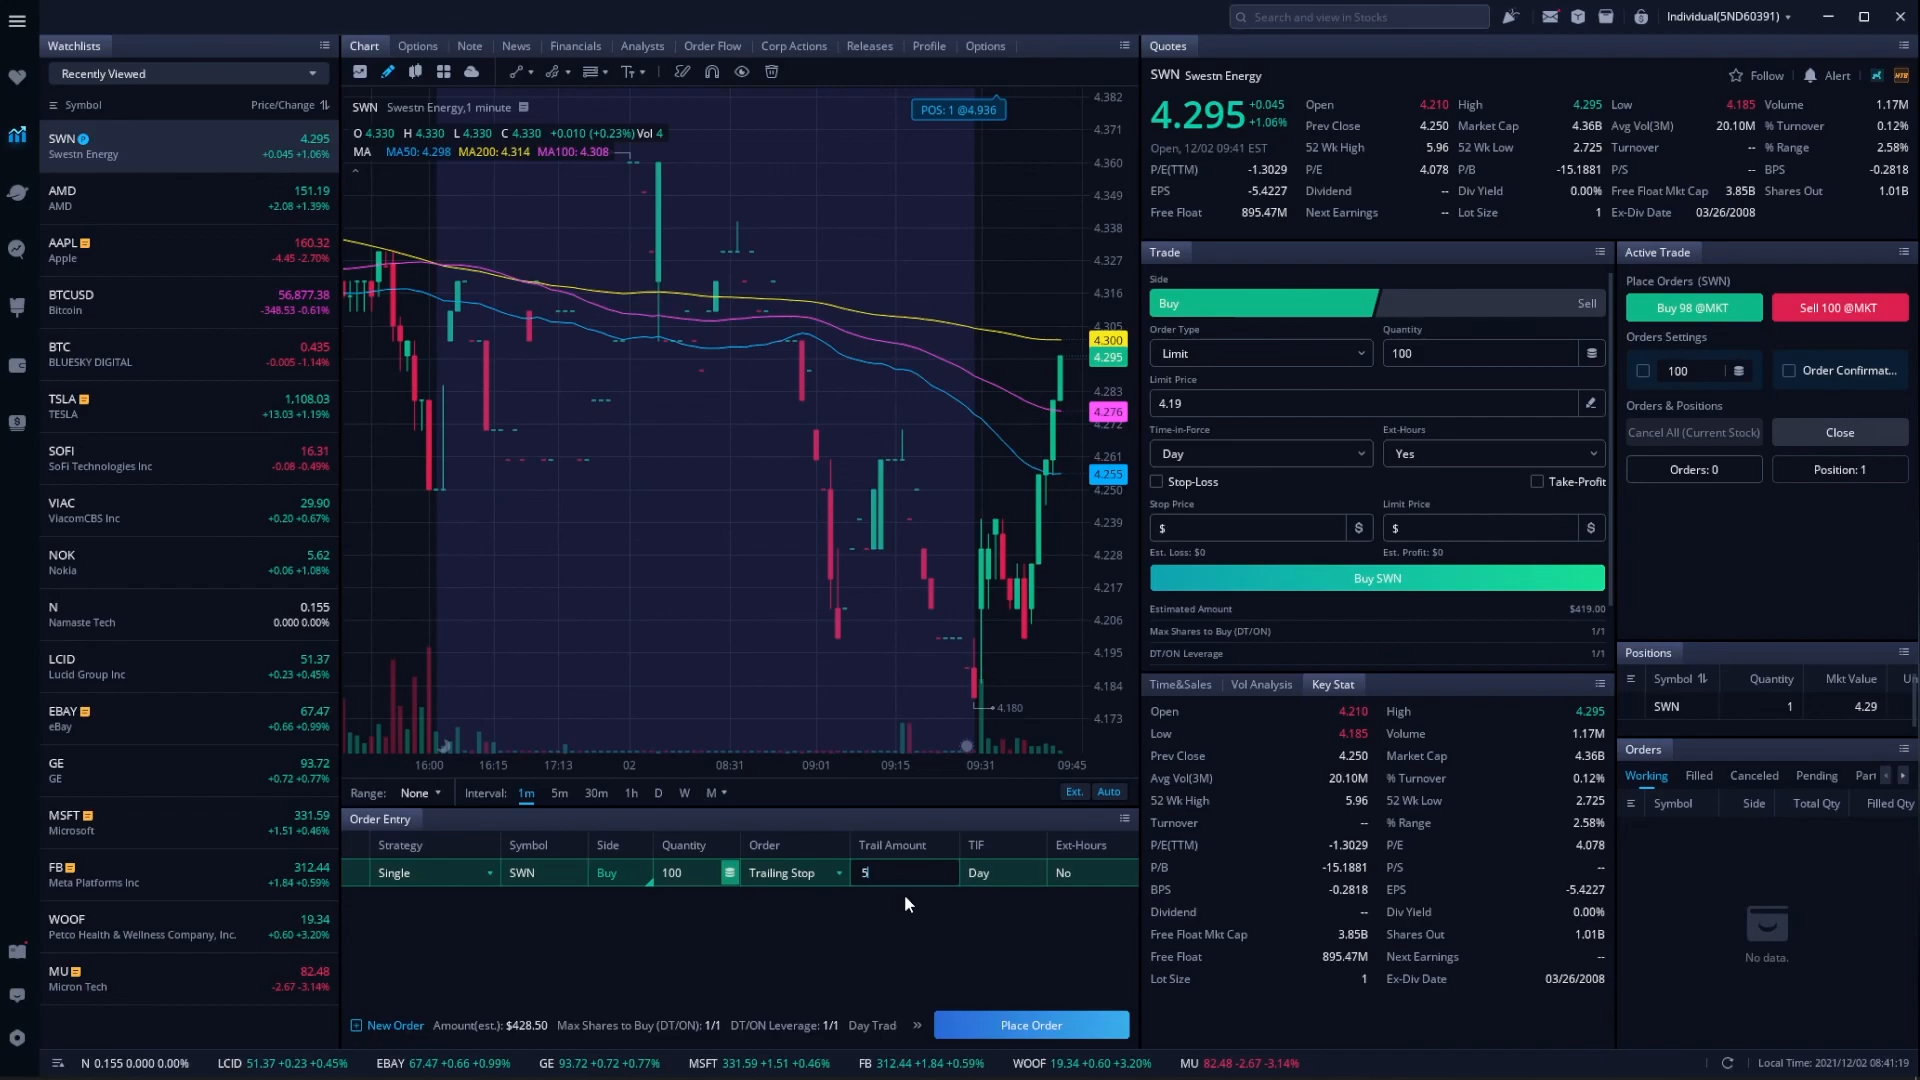 Search and view in Stocks
Individual(5ND60391)
Watchlists
Recently Viewed
Symbol Price/Change
SWN 4.295
Swestn Energy +0.045 +1.06%
AMD 151.19
AMD +2.08 +1.39%
AAPL 160.32
Apple -4.45 -2.70%
BTCUSD 56,877.38
Bitcoin -348.53 -0.61%
BTC 0.435
BLUESKY DIGITAL -0.005 -1.14%
TSLA 1,108.03
TESLA +13.03 +1.19%
SOFI 16.31
SoFi Technologies Inc -0.08 -0.49%
VIAC 29.90
ViacomCBS Inc +0.20 +0.67%
NOK 5.62
Nokia +0.06 +1.08%
N 0.155
Namaste Tech 0.000 0.00%
LCID 51.37
Lucid Group Inc +0.23 +0.45%
EBAY 67.47
eBay +0.66 +0.99%
GE 93.72
GE +0.72 +0.77%
MSFT 331.59
Microsoft +1.51 +0.46%
FB 312.44
Meta Platforms Inc +1.84 +0.59%
WOOF 19.34
Petco Health & Wellness Company, Inc. +0.60 +3.20%
MU 82.48
Micron Tech -2.67 -3.14%
Chart Options Note News Financials Analysts Order Flow Corp Actions Releases Profile Options
SWN Swestn Energy,1 minute
POS: 1 @4.936
O 4.330 H 4.330 L 4.330 C 4.330 +0.010 (+0.23%) Vol 4
MA MA50: 4.298 MA200: 4.314 MA100: 4.308
4.382
4.371
4.360
4.349
4.338
4.327
4.316
4.305
4.300
4.295
4.283
4.276
4.272
4.261
4.255
4.250
4.239
4.228
4.217
4.206
4.195
4.184
4.173
4.180
16:00 16:15 17:13 02 08:31 09:01 09:15 09:31 09:45
Range: None Interval: 1m 5m 30m 1h D W M Ext. Auto
Order Entry
Strategy Symbol Side Quantity Order Trail Amount TIF Ext-Hours
Single SWN Buy 100 Trailing Stop 5 Day No
New Order Amount(est.): $428.50 Max Shares to Buy (DT/ON): 1/1 DT/ON Leverage: 1/1 Day Trad
Place Order
Quotes
SWN Swestn Energy Follow Alert
4.295 +0.045 +1.06%
Open, 12/02 09:41 EST
Open 4.210 High 4.295 Low 4.185 Volume 1.17M
Prev Close 4.250 Market Cap 4.36B Avg Vol(3M) 20.10M % Turnover 0.12%
52 Wk High 5.96 52 Wk Low 2.725 Turnover -- % Range 2.58%
P/E(TTM) -1.3029 P/E 4.078 P/B -15.1881 P/S -- BPS -0.2818
EPS -5.4227 Dividend -- Div Yield 0.00% Free Float Mkt Cap 3.85B Shares Out 1.01B
Free Float 895.47M Next Earnings -- Lot Size 1 Ex-Div Date 03/26/2008
Trade
Side
Buy Sell
Order Type Quantity
Limit 100
Limit Price
4.19
Time-in-Force Ext-Hours
Day Yes
Stop-Loss Take-Profit
Stop Price Limit Price
$ $ $ $
Est. Loss: $0 Est. Profit: $0
Buy SWN
Estimated Amount $419.00
Max Shares to Buy (DT/ON) 1/1
DT/ON Leverage 1/1
Time&Sales Vol Analysis Key Stat
Open 4.210 High 4.295
Low 4.185 Volume 1.17M
Prev Close 4.250 Market Cap 4.36B
Avg Vol(3M) 20.10M % Turnover 0.12%
52 Wk High 5.96 52 Wk Low 2.725
Turnover -- % Range 2.58%
P/E(TTM) -1.3029 P/E 4.078
P/B -15.1881 P/S --
BPS -0.2818 EPS -5.4227
Dividend -- Div Yield 0.00%
Free Float Mkt Cap 3.85B Shares Out 1.01B
Free Float 895.47M Next Earnings --
Lot Size 1 Ex-Div Date 03/26/2008
Active Trade
Place Orders (SWN)
Buy 98 @MKT Sell 100 @MKT
Orders Settings
100 Order Confirmat...
Orders & Positions
Cancel All (Current Stock) Close
Orders: 0 Position: 1
Positions
Symbol Quantity Mkt Value
SWN 1 4.29
Orders
Working Filled Canceled Pending Part
Symbol Side Total Qty Filled Qty
No data.
N 0.155 0.000 0.00% LCID 51.37 +0.23 +0.45% EBAY 67.47 +0.66 +0.99% GE 93.72 +0.72 +0.77% MSFT 331.59 +1.51 +0.46% FB 312.44 +1.84 +0.59% WOOF 19.34 +0.60 +3.20% MU 82.48 -2.67 -3.14%
Local Time: 2021/12/02 08:41:19